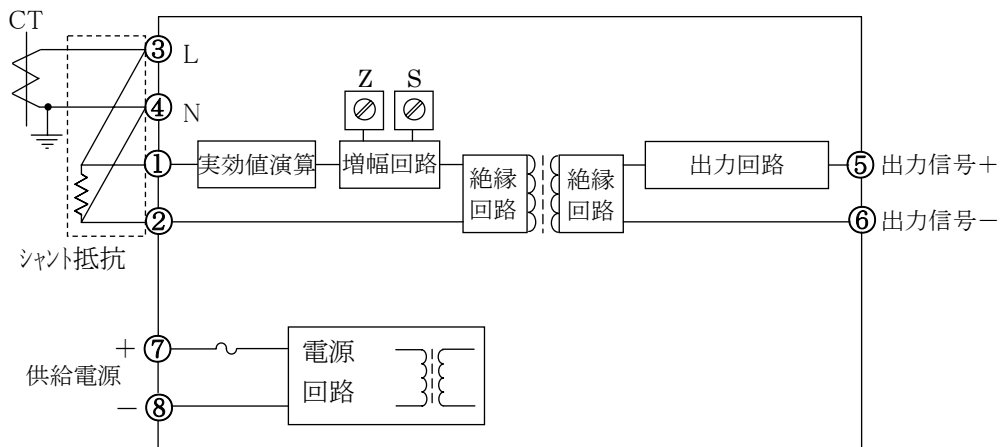 CT
③ L
④ N
Z S
① 実効値演算 増幅回路 絶縁回路 絶縁回路 出力回路 ⑤ 出力信号＋
② ⑥ 出力信号－
シャント抵抗
＋ ⑦ 電源回路
供給電源
－ ⑧